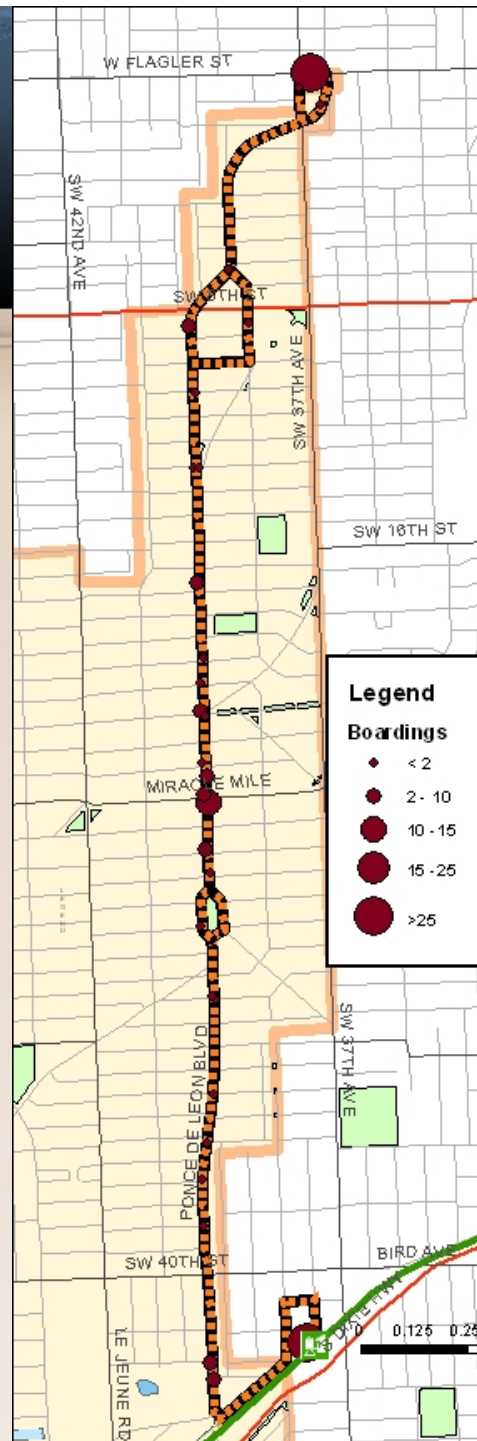 W FLAGLER ST
SW 42ND AVE
SW 8TH ST
SW 37TH AVE
SW 16TH ST
Legend
Boardings
< 2
2 - 10
10 - 15
15 - 25
>25
MIRACLE MILE
SW 37TH AVE
PONCE DE LEON BLVD
BIRD AVE
SW 40TH ST
DIXIE HWY
0 0.125 0.25
LE JEUNE RD